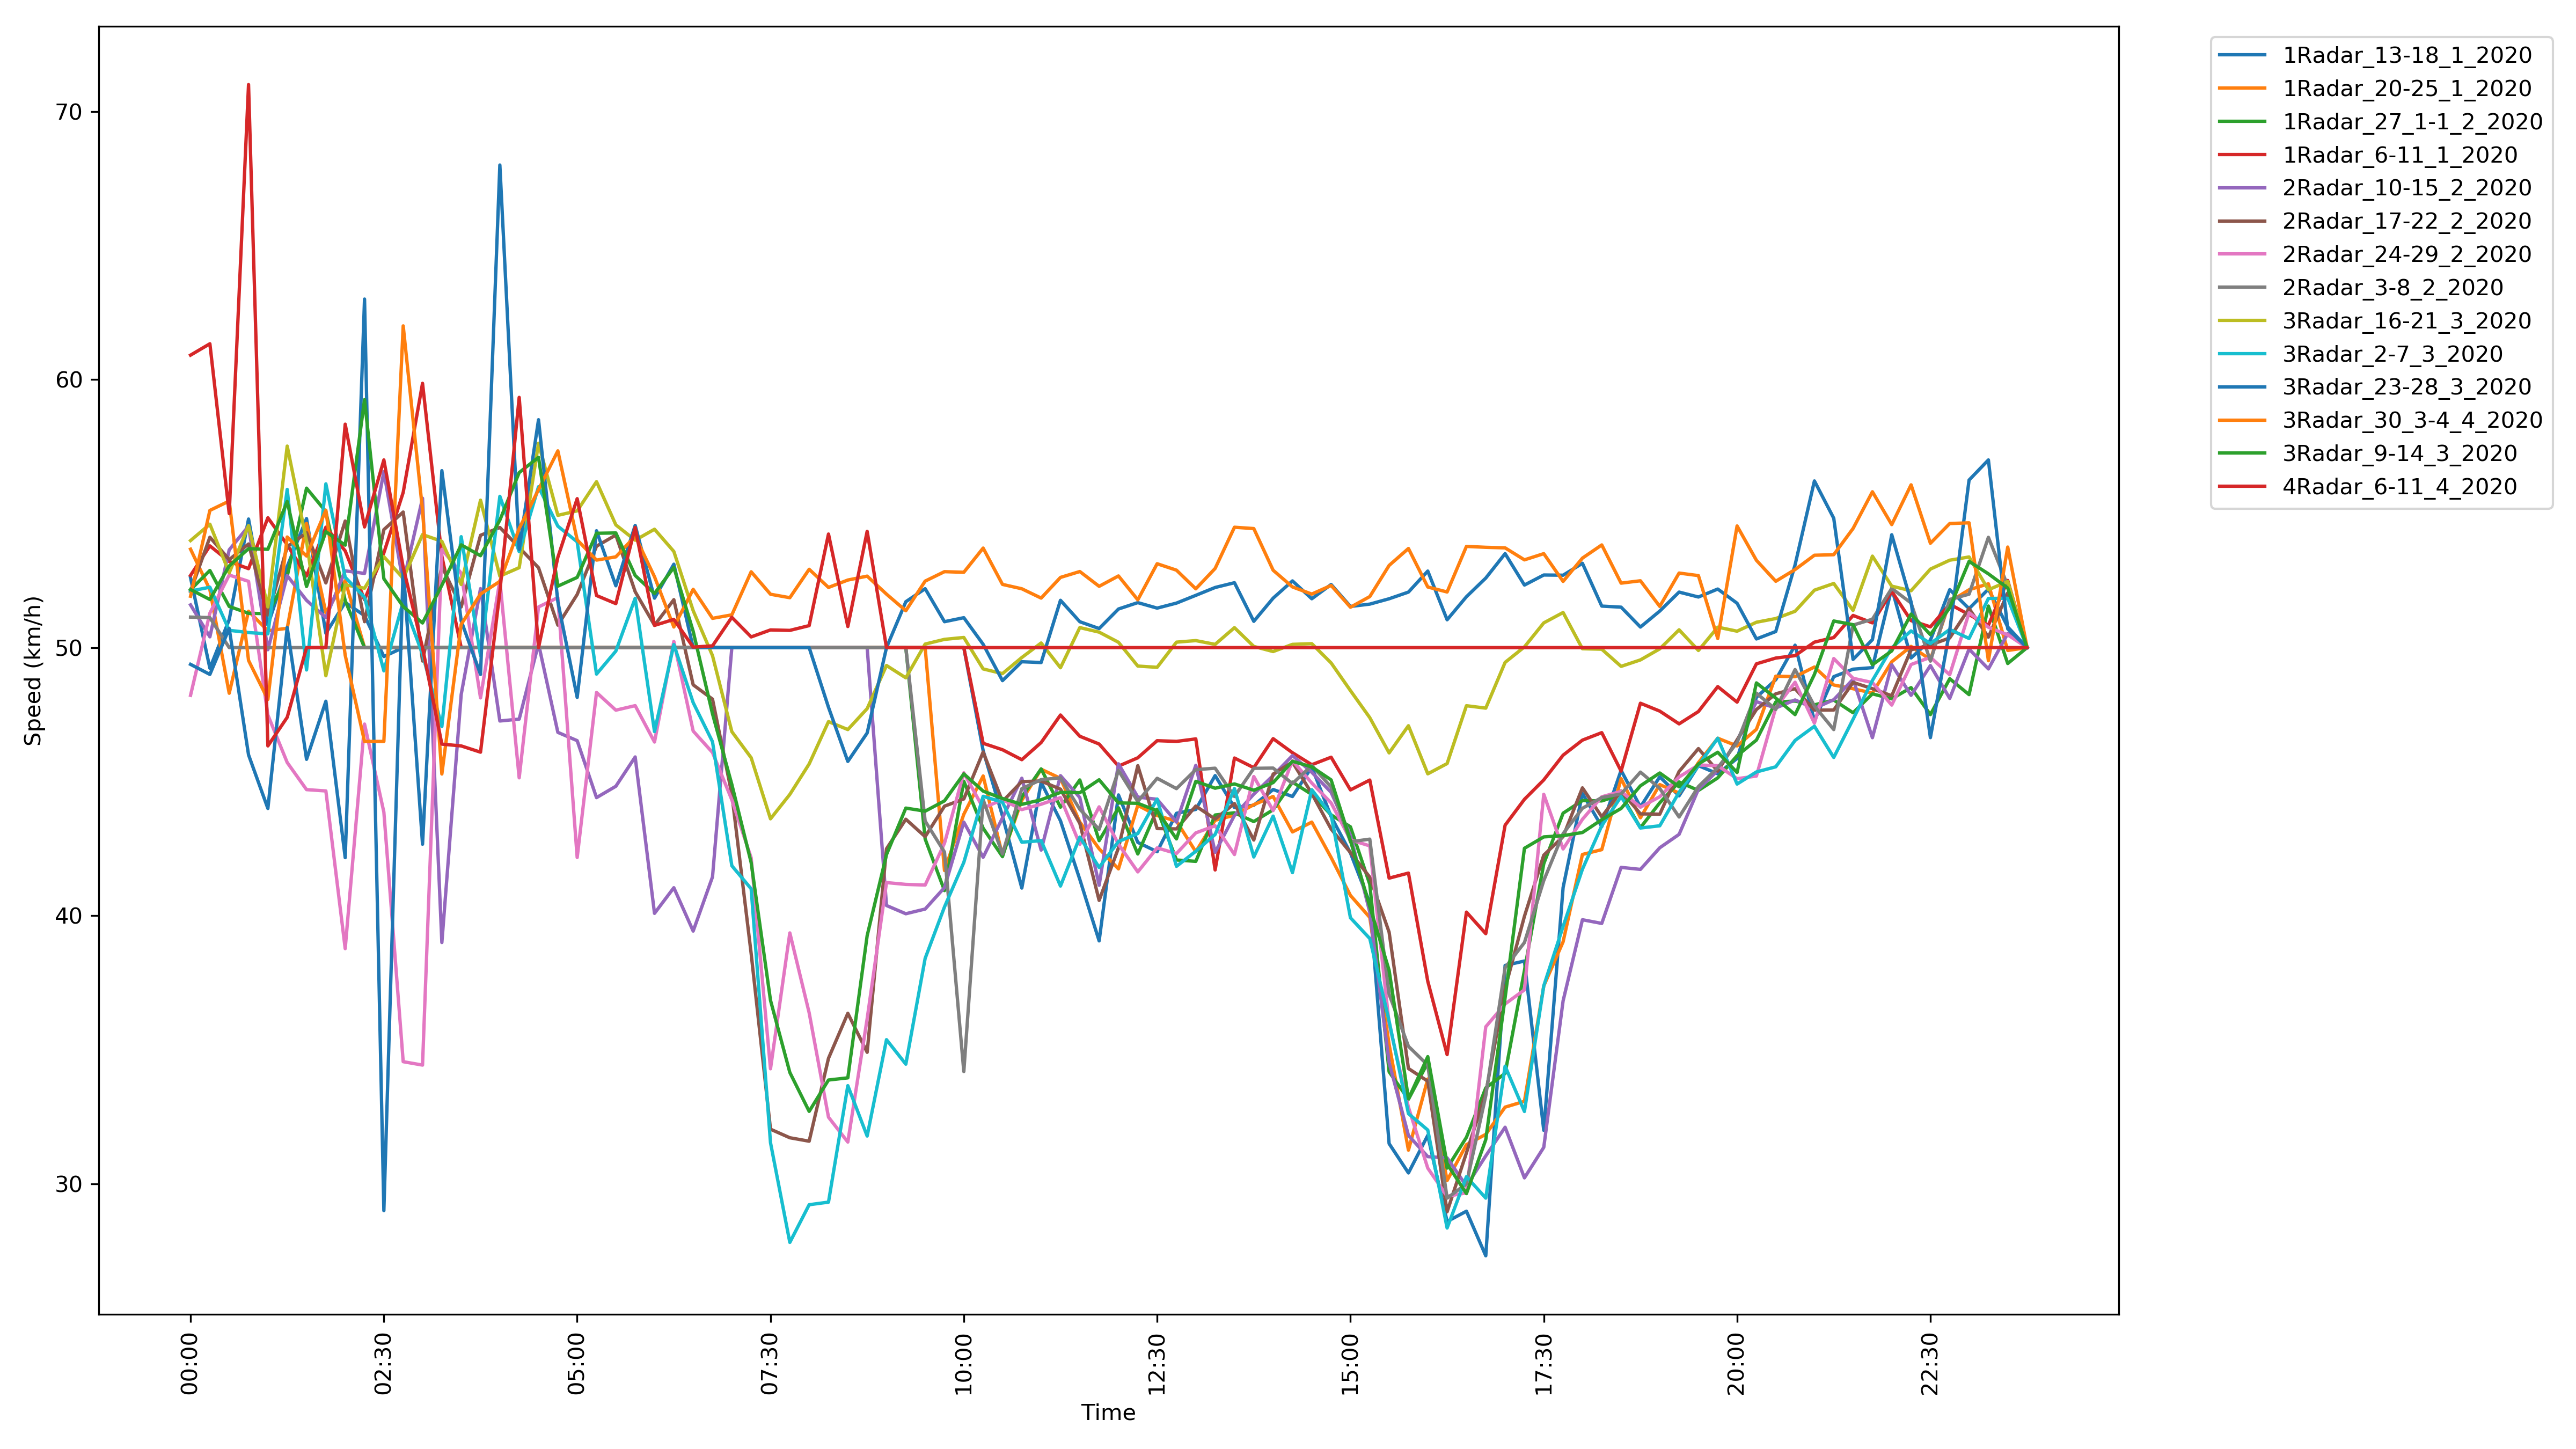 70
60
50
40
30
Speed (km/h)
00:00
02:30
05:00
07:30
10:00
12:30
15:00
17:30
20:00
22:30
Time
1Radar_13-18_1_2020
1Radar_20-25_1_2020
1Radar_27_1-1_2_2020
1Radar_6-11_1_2020
2Radar_10-15_2_2020
2Radar_17-22_2_2020
2Radar_24-29_2_2020
2Radar_3-8_2_2020
3Radar_16-21_3_2020
3Radar_2-7_3_2020
3Radar_23-28_3_2020
3Radar_30_3-4_4_2020
3Radar_9-14_3_2020
4Radar_6-11_4_2020